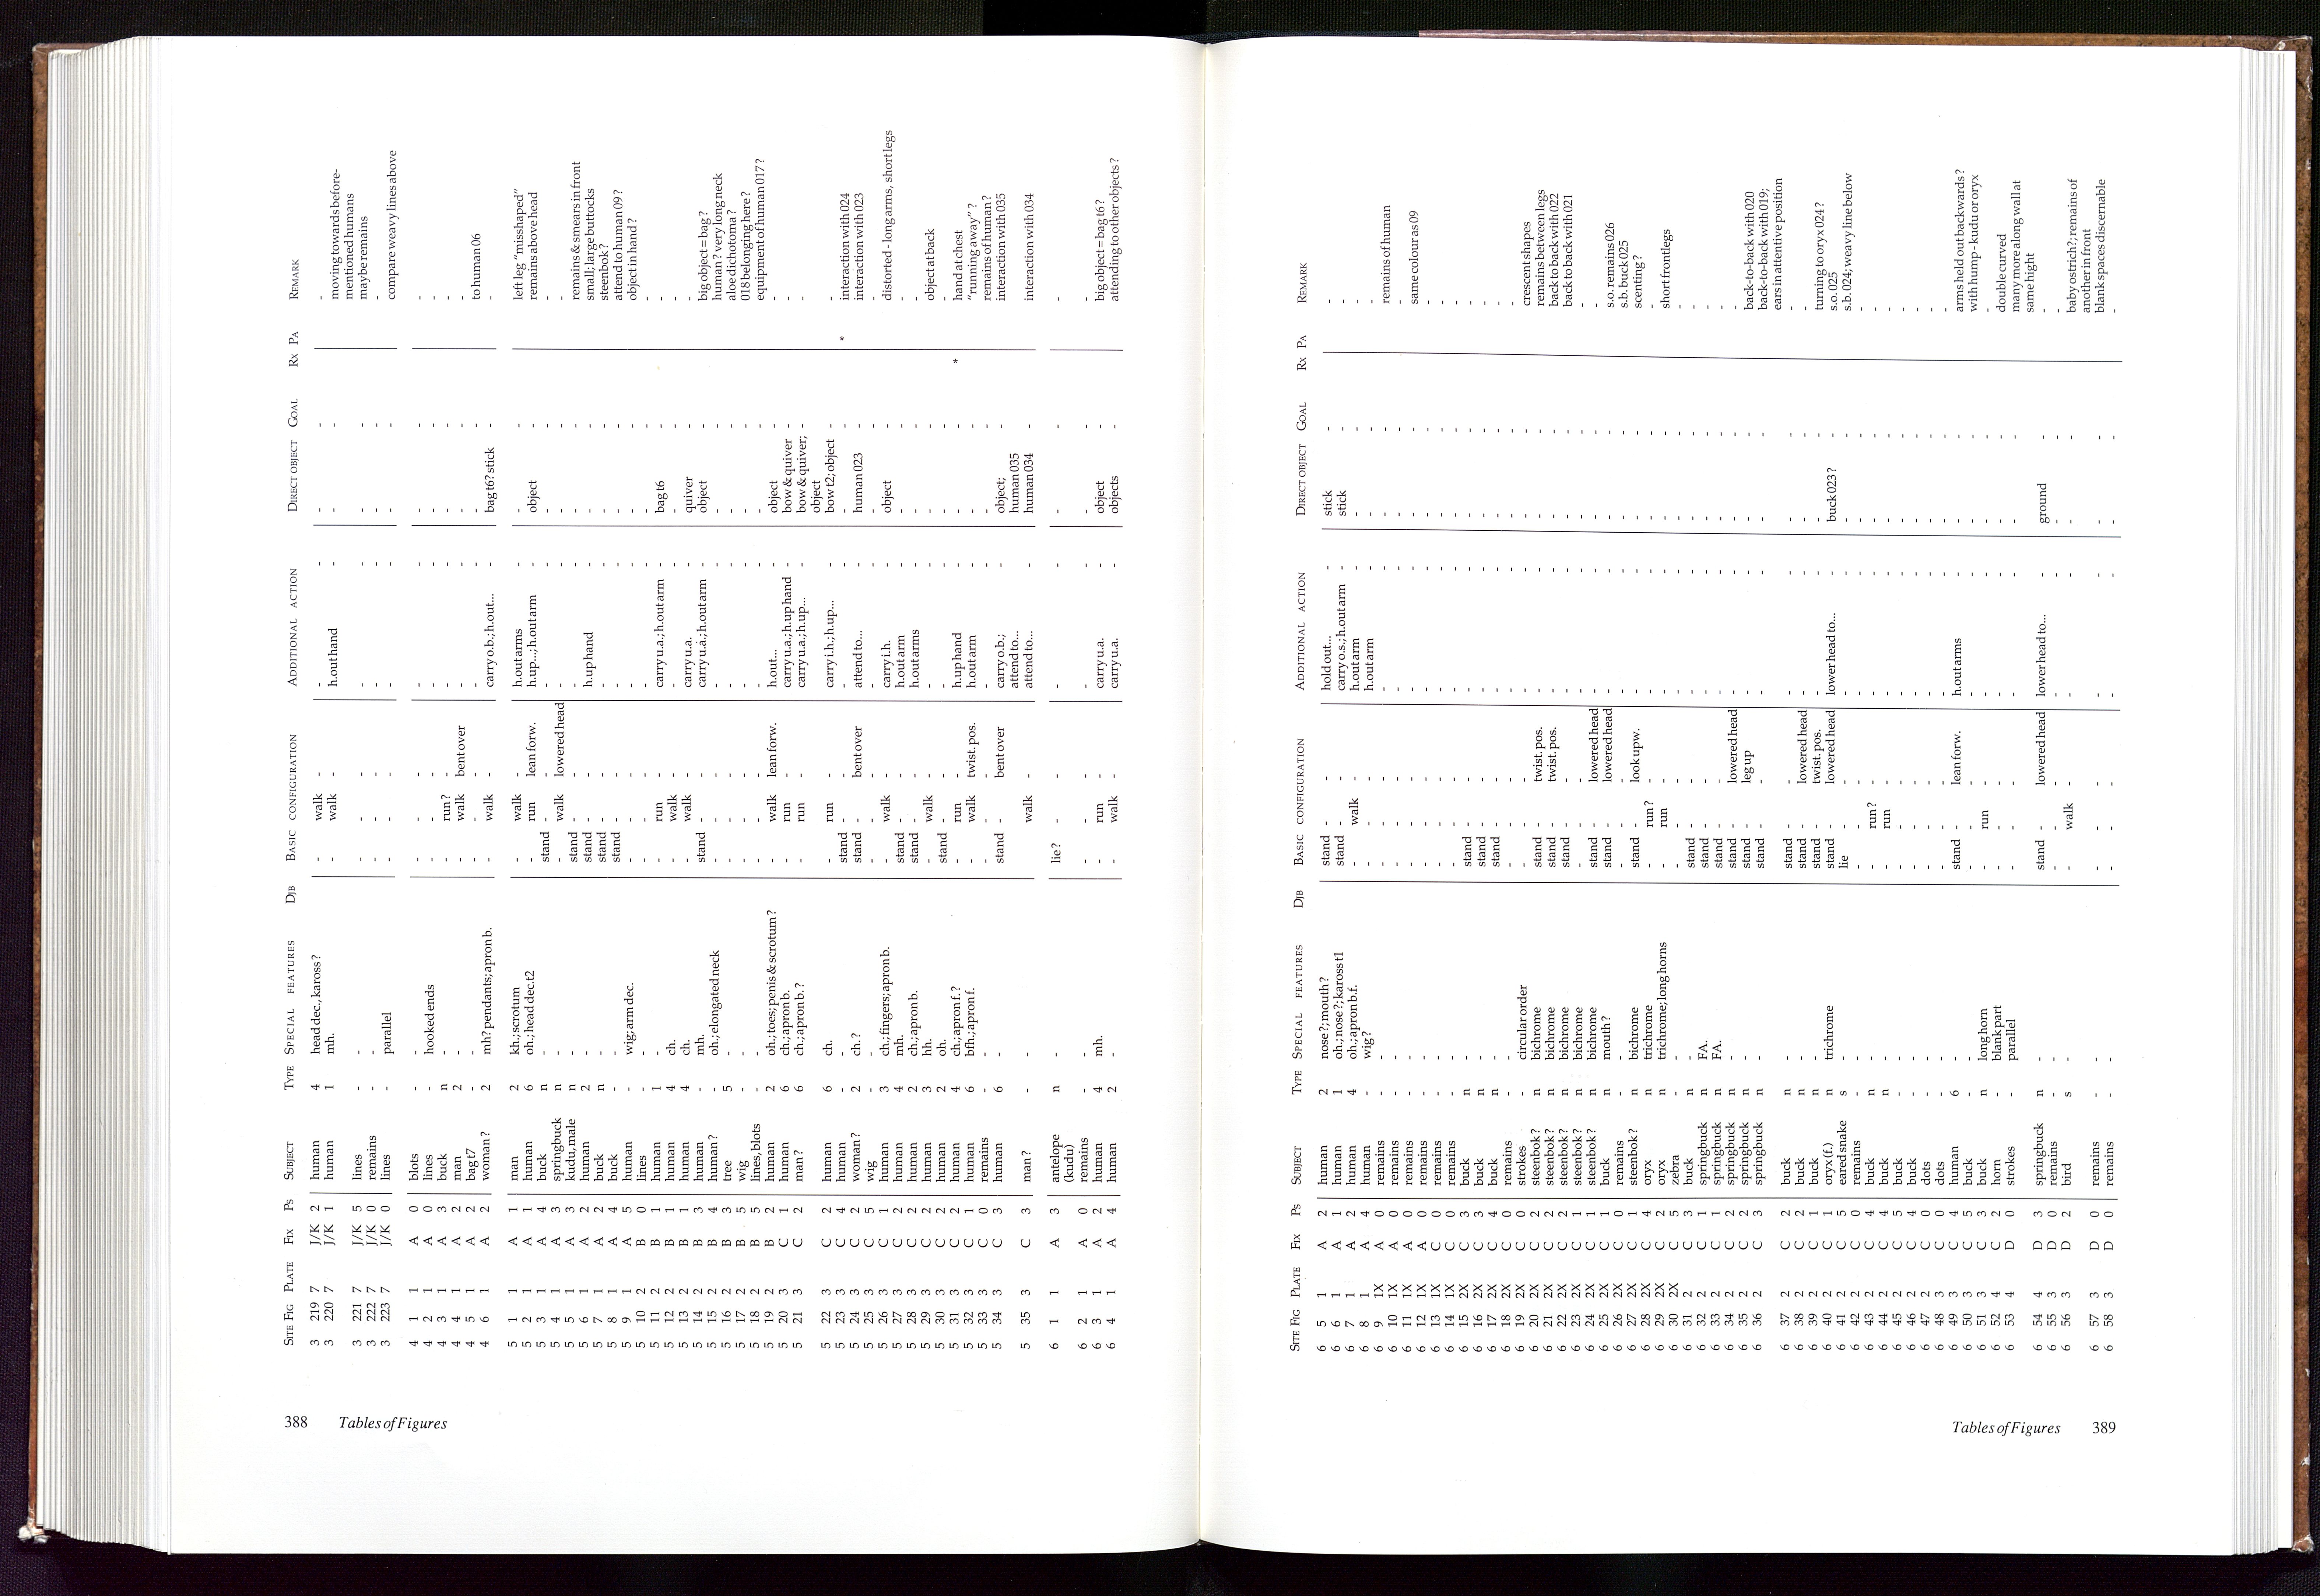 388 Tables of Figures
SITE FIG PLATE FIX PS SUBJECT TYPE SPECIAL FEATURES DJB BASIC CONFIGURATION ADDITIONAL ACTION DIRECT OBJECT GOAL RX PA REMARK
3 219 7 J/K 2 human 4 head dec., kaross? - walk - - - - - -
3 220 7 J/K 1 human 1 mh. - walk - h.out hand - - - moving towards before-
mentioned humans
3 221 7 J/K 5 lines - - - - - - - - - maybe remains
3 222 7 J/K 0 remains - - - - - - - - - -
3 223 7 J/K 0 lines - parallel - - - - - - - compare weavy lines above
4 1 1 A 0 blots - - - - - - - - - -
4 2 1 A 0 lines - hooked ends - - - - - - - -
4 3 1 A 3 buck n - - run? - - - - - -
4 4 1 A 2 man 2 - - walk bent over - - - - -
4 5 1 A 2 bag t7 - - - - - - - - - to human 06
4 6 1 A 2 woman? 2 mh? pendants; apron b. - walk - carry o.b.; h.out... - bag t6? stick - -
5 1 1 A 1 man 2 kh.; scrotum - walk - h.out arms - - - left leg "misshaped"
5 2 1 A 1 human 6 oh.; head dec. t2 - run lean forw. h.up...; h.out arm - object - remains above head
5 3 1 A 4 buck n - stand - - - - - - -
5 4 1 A 3 springbuck n - - walk lowered head - - - - -
5 5 1 A 3 kudu, male n - stand - - - - - - remains & smears in front
5 6 1 A 2 human 2 - stand - - h.up hand - - - small; large buttocks
5 7 1 A 2 buck n - stand - - - - - - steenbok?
5 8 1 A 4 buck - - stand - - - - - - attend to human 09?
5 9 1 A 5 human - wig; arm dec. - - - - - - - object in hand?
5 10 2 B 0 lines - - - - - - - - - -
5 11 2 B 1 human 1 - - run - carry u.a.; h.out arm - bag t6 - -
5 12 2 B 1 human 4 ch. - walk - - - - - -
5 13 2 B 1 human 4 ch. - walk - carry u.a. - quiver - -
5 14 2 B 3 human - mh. stand - - carry u.a.; h.out arm - object - big object = bag?
5 15 2 B 4 human? - oh.; elongated neck - - - - - - - human? very long neck
5 16 2 B 3 tree 5 - - - - - - - - aloe dichotoma?
5 17 2 B 5 wig - - - - - - - - - 018 belonging here?
5 18 2 B 5 lines, blots - - - - - - - - - equipment of human 017?
5 19 2 B 2 human 2 oh.; toes; penis & scrotum? - walk lean forw. h.out... - object - -
5 20 3 C 1 human 6 ch.; apron b. - run - carry u.a.; h.up hand - bow & quiver - -
5 21 3 C 2 man? 6 ch.; apron b.? - run - carry u.a.; h.up... - bow & quiver; - -
object
5 22 3 C 2 human 6 ch. - run - carry i.h.; h.up... - bow t2; object - -
5 23 3 C 4 human - - stand - - - - - - * interaction with 024
5 24 3 C 2 woman? 2 ch.? stand - bent over attend to... - human 023 - interaction with 023
5 25 3 C 5 wig - - - - - - - - - -
5 26 3 C 1 human 3 ch.; fingers; apron b. - walk - carry i.h. - object - distorted - long arms, short legs
5 27 3 C 2 human 4 mh. stand - - h.out arm - - - -
5 28 3 C 2 human 2 ch.; apron b. stand - - h.out arms - - - -
5 29 3 C 2 human 3 hh. - walk - - - - - object at back
5 30 3 C 2 human 2 oh. stand - - - - - - -
5 31 3 C 2 human 4 ch.; apron f.? - run - h.up hand - - - * hand at chest
5 32 3 C 1 human 6 bfh.; apron f. - walk twist. pos. h.out arm - - - "running away"?
5 33 3 C 0 remains - - - - - - - - - remains of human?
5 34 3 C 3 human 6 - stand - bent over carry o.b.; - object; - interaction with 035
attend to... human 035
5 35 3 C 3 man? - - - walk - attend to... - human 034 - interaction with 034
6 1 1 A 3 antelope n - lie? - - - - - - -
(kudu)
6 2 1 A 0 remains - - - - - - - - - -
6 3 1 A 2 human 4 mh. - run - carry u.a. - object - big object = bag t6?
6 4 1 A 4 human 2 - walk - carry u.a. - objects - attending to other objects?
SITE FIG PLATE FIX PS SUBJECT TYPE SPECIAL FEATURES DJB BASIC CONFIGURATION ADDITIONAL ACTION DIRECT OBJECT GOAL RX PA REMARK
6 5 1 A 2 human 2 nose?; mouth? stand - - hold out... - stick - -
6 6 1 A 1 human 1 oh.; nose?; kaross t1 stand - - carry o.s.; h.out arm - stick - -
6 7 1 A 2 human 4 oh.; apron b.f. - walk - h.out arm - - - -
6 8 1 A 4 human - wig? - - - h.out arm - - - -
6 9 1X A 0 remains - - - - - - - - - remains of human
6 10 1X A 0 remains - - - - - - - - - -
6 11 1X A 0 remains - - - - - - - - - same colour as 09
6 12 1X A 0 remains - - - - - - - - - -
6 13 1X C 0 remains - - - - - - - - - -
6 14 1X C 0 remains - - - - - - - - - -
6 15 2X C 3 buck n - stand - - - - - - -
6 16 2X C 3 buck n - stand - - - - - - -
6 17 2X C 4 buck n - stand - - - - - - -
6 18 2X C 0 remains - - - - - - - - - -
6 19 2X C 0 strokes - circular order - - - - - - - crescent shapes
6 20 2X C 2 steenbok? n bichrome stand - twist. pos. - - - - remains between legs
6 21 2X C 2 steenbok? n bichrome stand - twist. pos. - - - - back to back with 022
6 22 2X C 2 steenbok? n bichrome stand - - - - - - back to back with 021
6 23 2X C 1 steenbok? n bichrome - - - - - - - -
6 24 2X C 1 steenbok? n bichrome stand - lowered head - - - - -
6 25 2X C 1 buck n mouth? stand - lowered head - - - - s.o. remains 026
6 26 2X C 0 remains - - - - - - - - - s.b. buck 025
6 27 2X C 1 steenbok? n bichrome stand - look upw. - - - - scenting?
6 28 2X C 4 oryx n trichrome - run? - - - - - -
6 29 2X C 2 oryx n trichrome; long horns - run - - - - - short frontlegs
6 30 2X C 5 zebra - - - - - - - - - -
6 31 2 C 3 buck n - stand - - - - - - -
6 32 2 C 1 springbuck n FA. stand - - - - - - -
6 33 2 C 1 springbuck n FA. stand - - - - - - -
6 34 2 C 2 springbuck n - stand - lowered head - - - - -
6 35 2 C 2 springbuck n - stand - leg up - - - - back-to-back with 020
6 36 2 C 3 springbuck n - stand - - - - - - back-to-back with 019;
ears in attentive position
6 37 2 C 2 buck n - stand - - - - - - -
6 38 2 C 2 buck n - stand - lowered head - - - - -
6 39 2 C 1 buck n - stand - twist. pos. - - - - turning to oryx 024?
6 40 2 C 1 oryx (f.) n trichrome stand - lowered head lower head to... - buck 023? - s.o. 025
6 41 2 C 5 eared snake s - lie - - - - - - s.b. 024; weavy line below
6 42 2 C 0 remains - - - - - - - - - -
6 43 2 C 4 buck n - - run? - - - - - -
6 44 2 C 4 buck n - - run - - - - - -
6 45 2 C 5 buck - - - - - - - - - -
6 46 2 C 4 buck - - - - - - - - - -
6 47 2 C 0 dots - - - - - - - - - -
6 48 3 C 0 dots - - - - - - - - - -
6 49 3 C 4 human 6 - stand - lean forw. h.out arms - - - arms held out backwards?
6 50 3 C 5 buck - - - - - - - - - with hump - kudu or oryx
6 51 3 C 3 buck n long horn - run - - - - - -
6 52 4 C 2 horn - blank part - - - - - - - double curved
6 53 4 D 0 strokes - parallel - - - - - - - many more along wall at
same hight
6 54 4 D 3 springbuck n - stand - lowered head lower head to... - ground - -
6 55 3 D 0 remains - - - - - - - - - -
6 56 3 D 2 bird s - - walk - - - - - baby ostrich?; remains of
another in front
6 57 3 D 0 remains - - - - - - - - - blank spaces discernable
6 58 3 D 0 remains - - - - - - - - - -
Tables of Figures 389